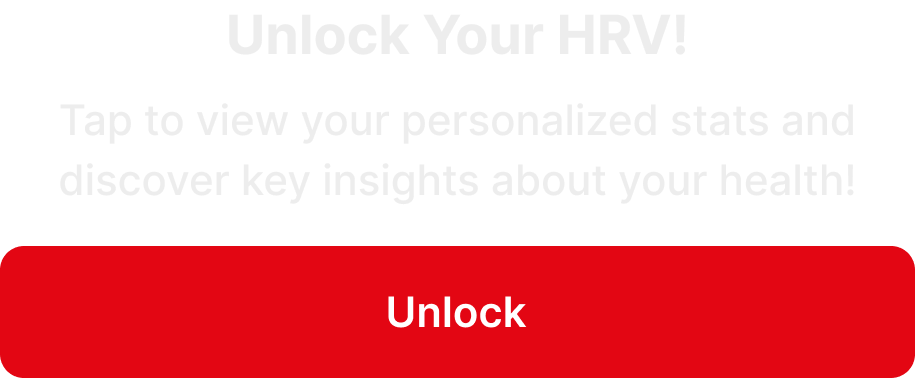 Unlock Your HRV!
Tap to view your personalized stats and
discover key insights about your health!
Unlock